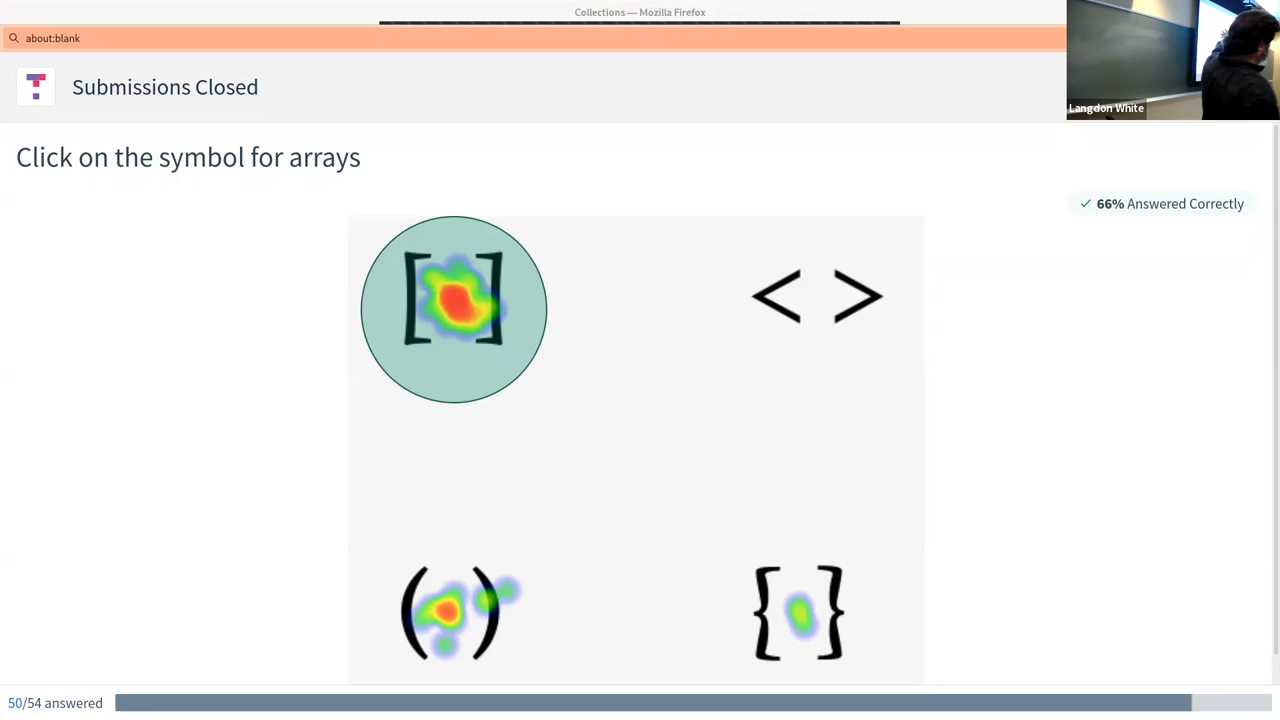 Collections — Mozilla Firefox
about:blank
Langdon White
Submissions Closed
Click on the symbol for arrays
✓ 66% Answered Correctly
[ ]
< >
( )
{ }
50/54 answered